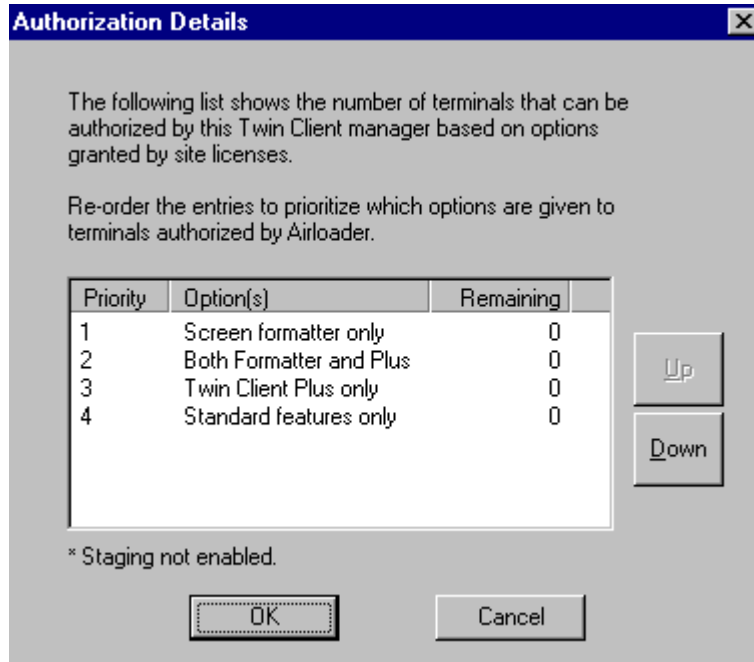 Authorization Details
The following list shows the number of terminals that can be
authorized by this Twin Client manager based on options
granted by site licenses.
Re-order the entries to prioritize which options are given to
terminals authorized by Airloader.
Priority Option(s) Remaining
1 Screen formatter only 0
2 Both Formatter and Plus 0
3 Twin Client Plus only 0
4 Standard features only 0
Up
Down
* Staging not enabled.
OK Cancel